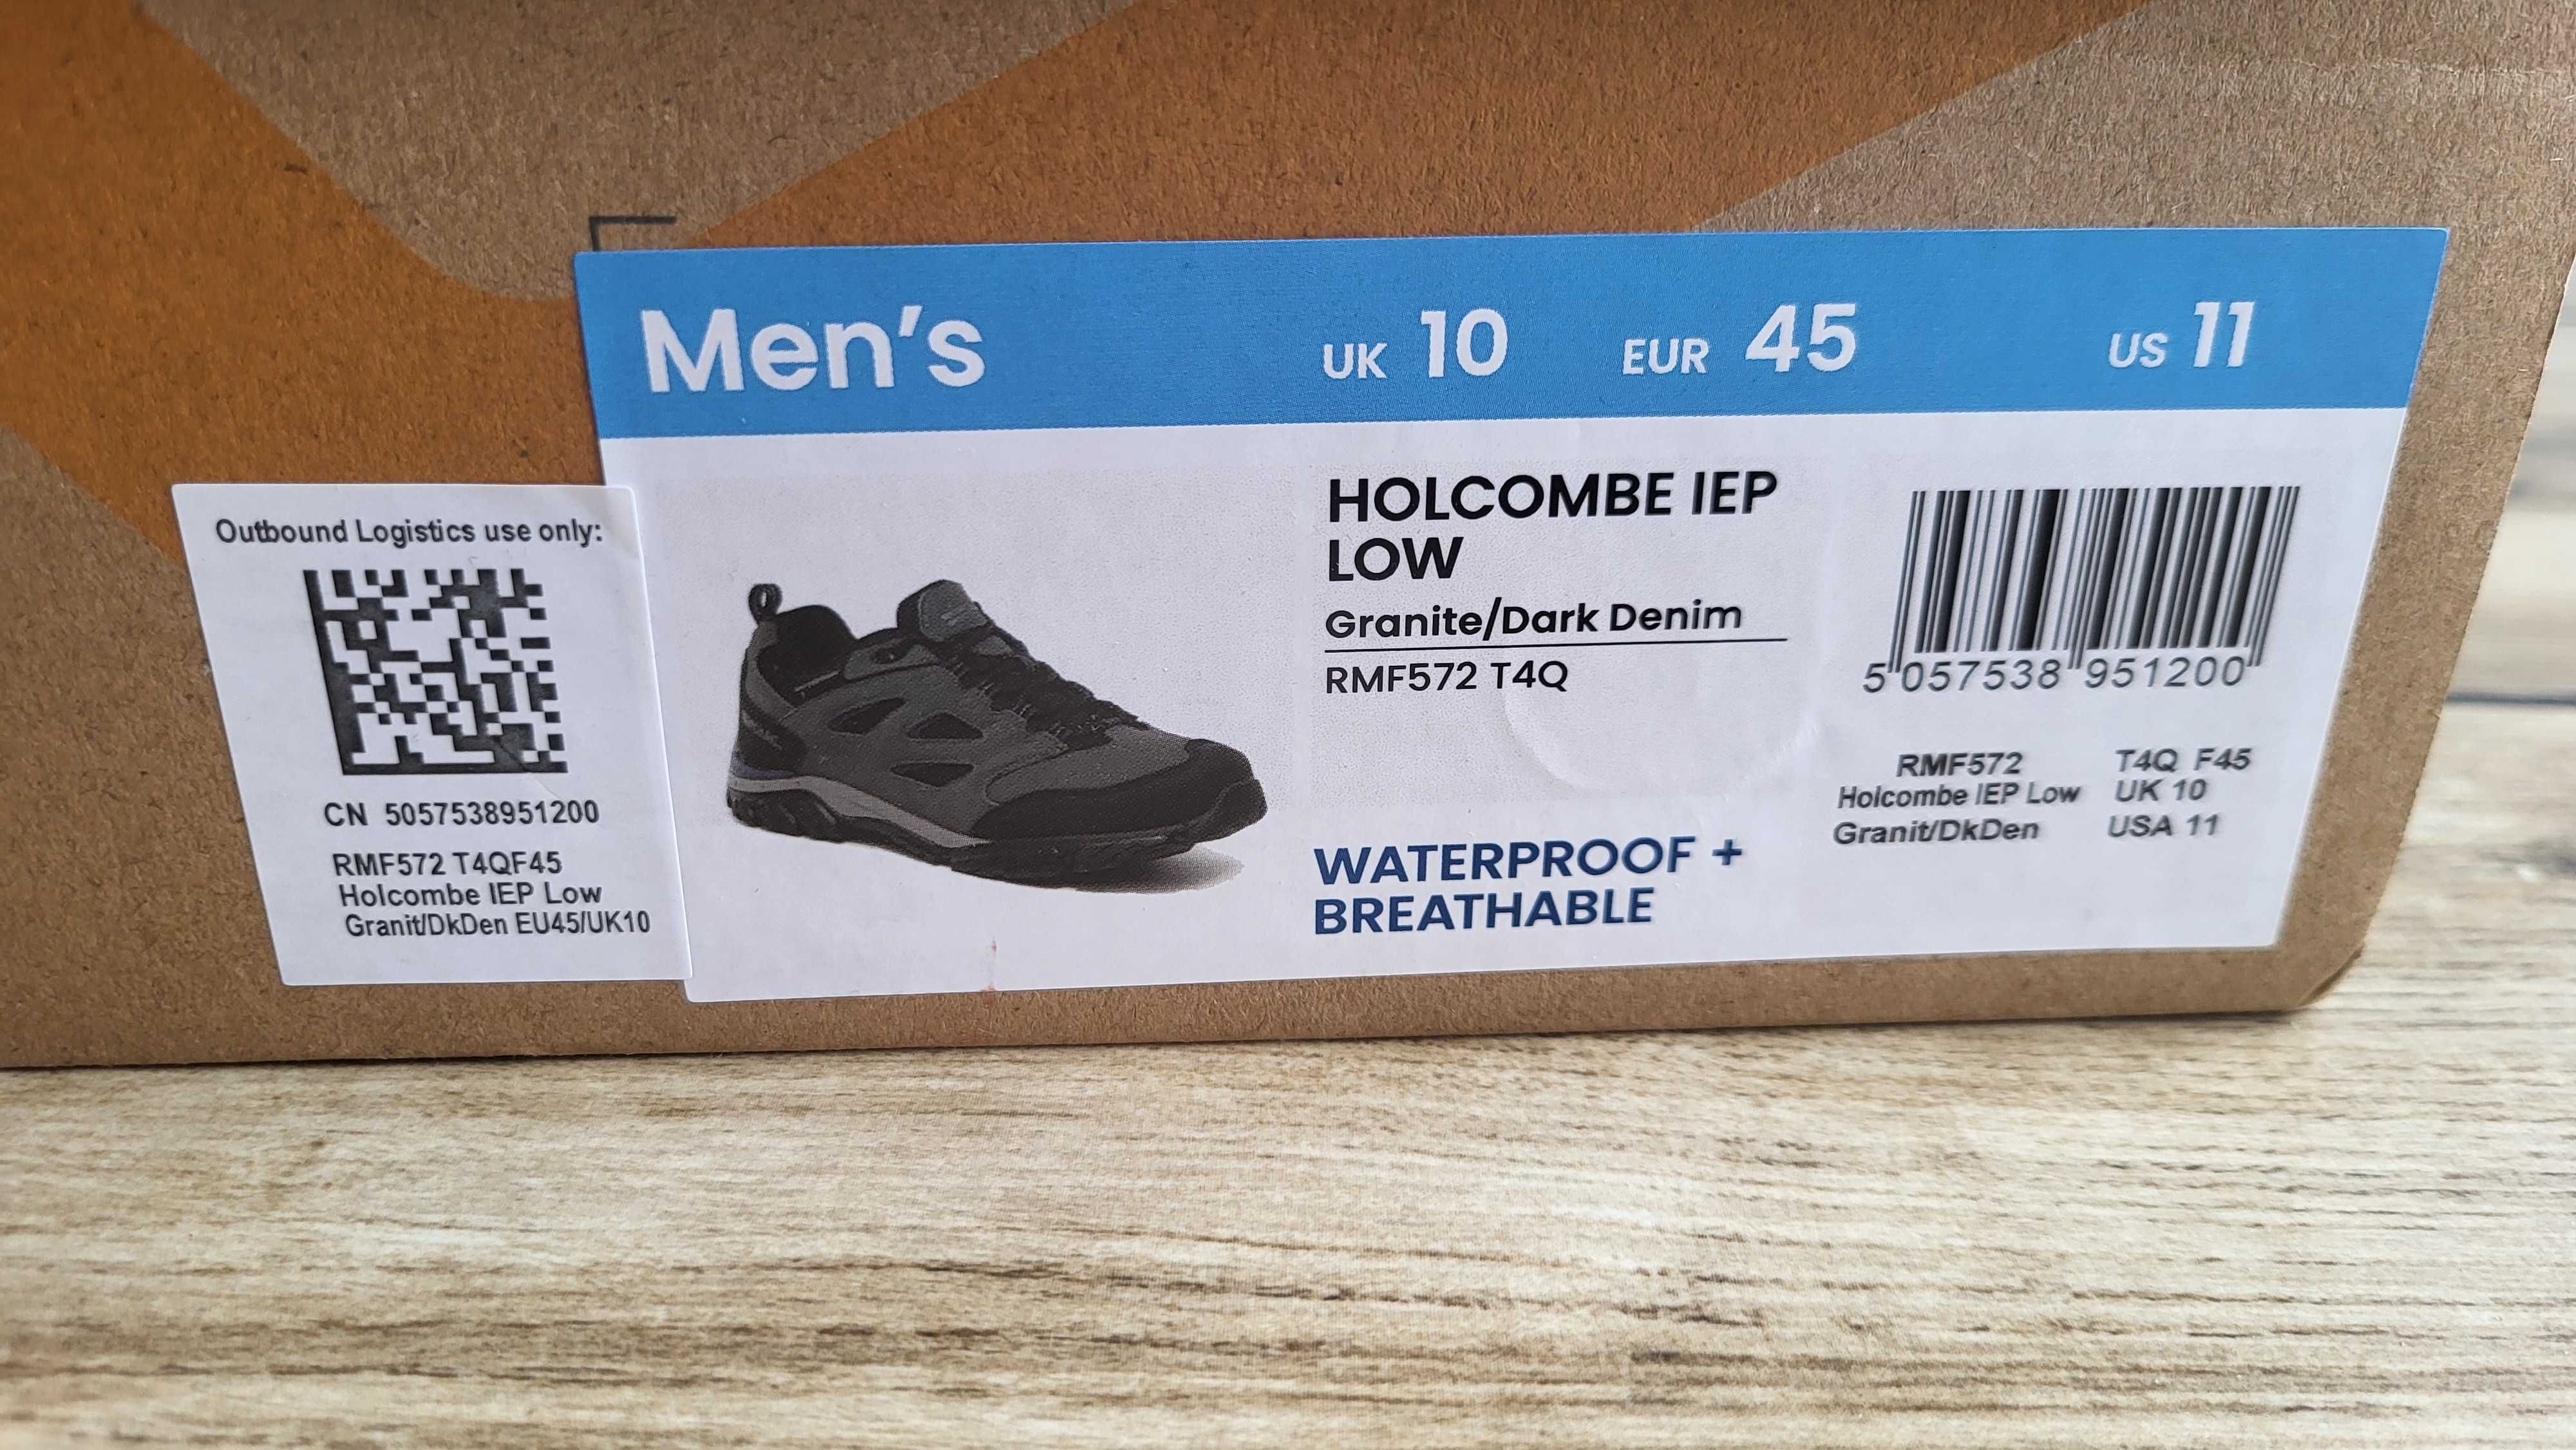 Men's UK 10 EUR 45 US 11
HOLCOMBE IEP
LOW
Granite/Dark Denim
RMF572 T4Q
WATERPROOF +
BREATHABLE
5 057538 951200
RMF572 T4Q F45
Holcombe IEP Low UK 10
Granit/DkDen USA 11
Outbound Logistics use only:
CN 5057538951200
RMF572 T4QF45
Holcombe IEP Low
Granit/DkDen EU45/UK10